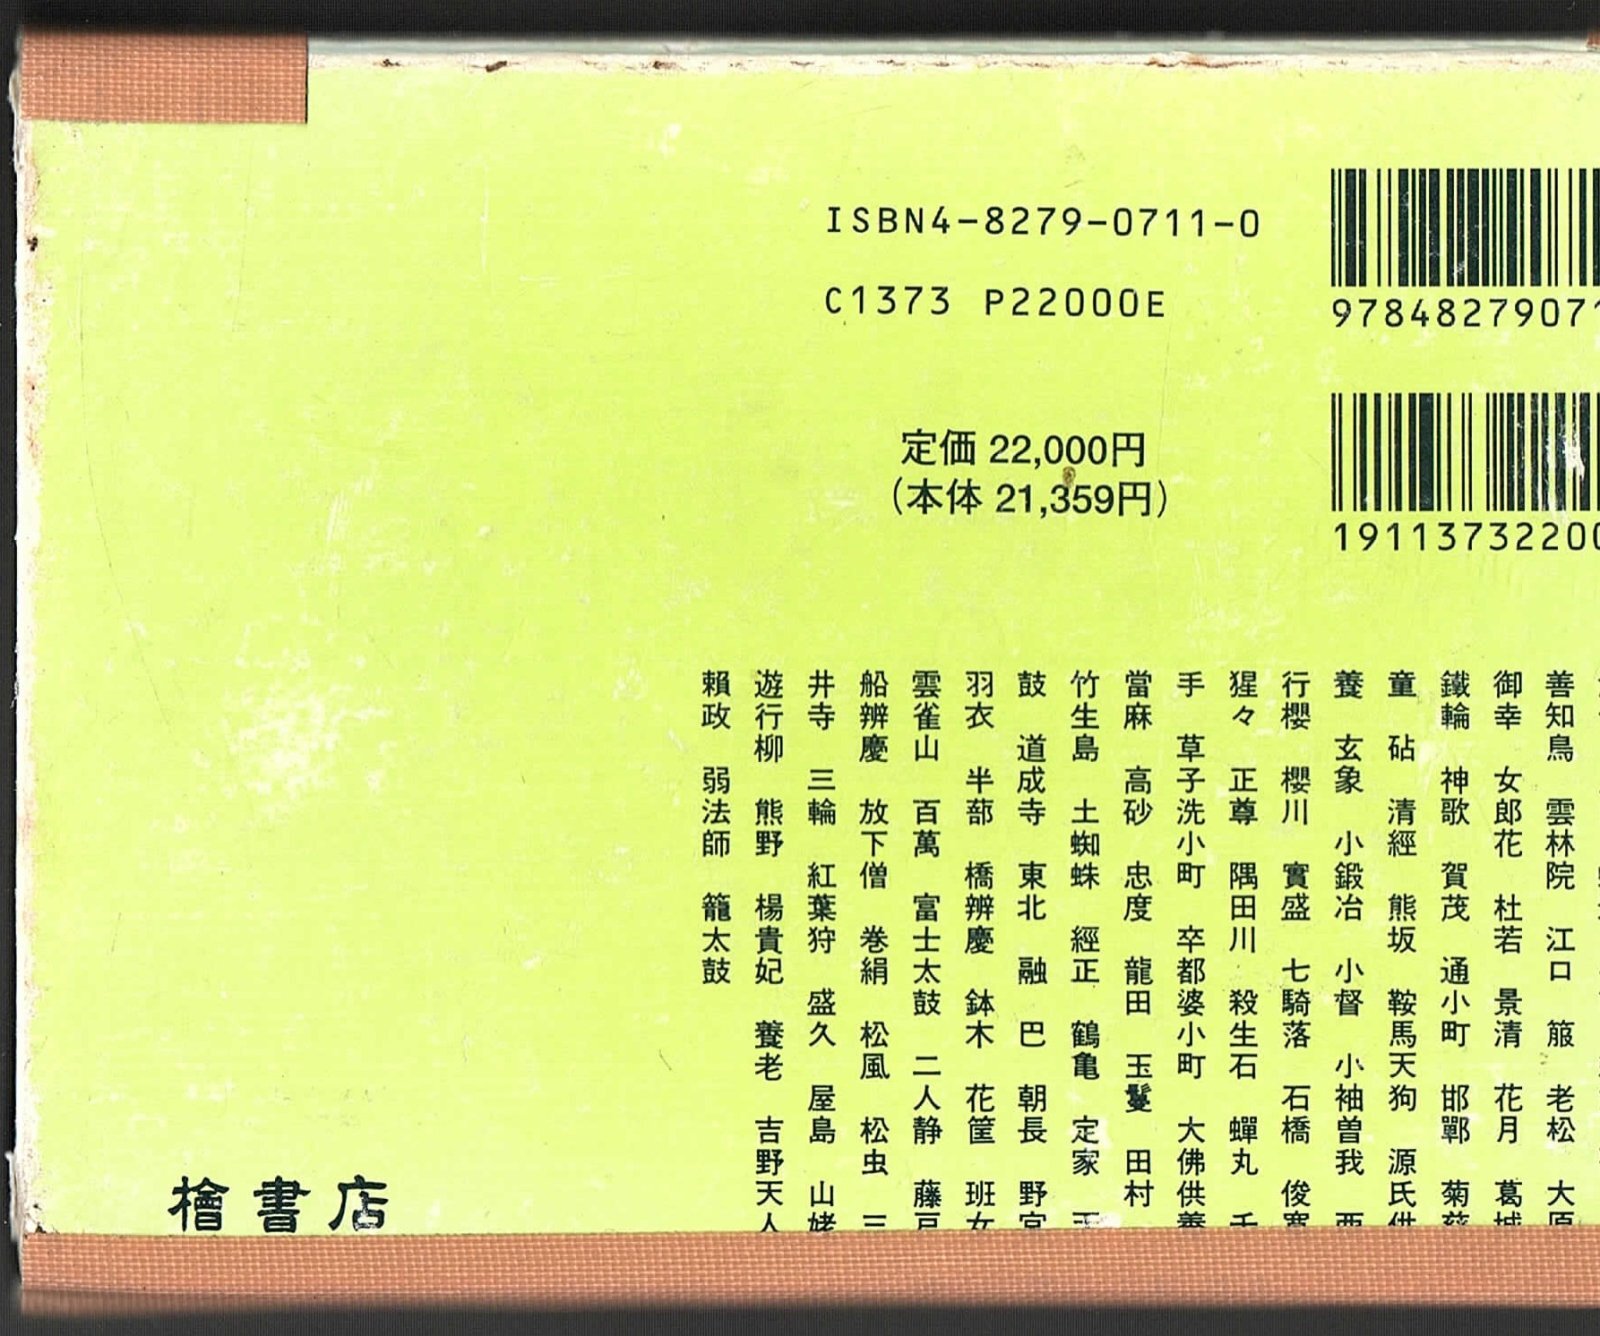 ISBN4-8279-0711-0
C1373 P22000E
9784827907
19113732200
定価 22,000円
（本体 21,359円）
善知鳥 雲林院 江口 箙 老松 大原
御幸 女郎花 杜若 景清 花月 葛城
鐵輪 神歌 賀茂 通小町 邯鄲 菊慈
童 砧 清經 熊坂 鞍馬天狗 源氏供
養 玄象 小鍛冶 小督 小袖曽我 西
行櫻 櫻川 實盛 七騎落 石橋 俊寛
猩々 正尊 隅田川 殺生石 蟬丸 千
手 草子洗小町 卒都婆小町 大佛供養
當麻 高砂 忠度 龍田 玉鬘 田村
竹生島 土蜘蛛 經正 鶴亀 定家
鼓 道成寺 東北 融 巴 朝長 野宮
羽衣 半蔀 橋辨慶 鉢木 花筐 班女
雲雀山 百萬 富士太鼓 二人静 藤戸
船辨慶 放下僧 巻絹 松風 松虫 三
井寺 三輪 紅葉狩 盛久 屋島 山姥
遊行柳 熊野 楊貴妃 養老 吉野天人
賴政 弱法師 籠太鼓
檜書店